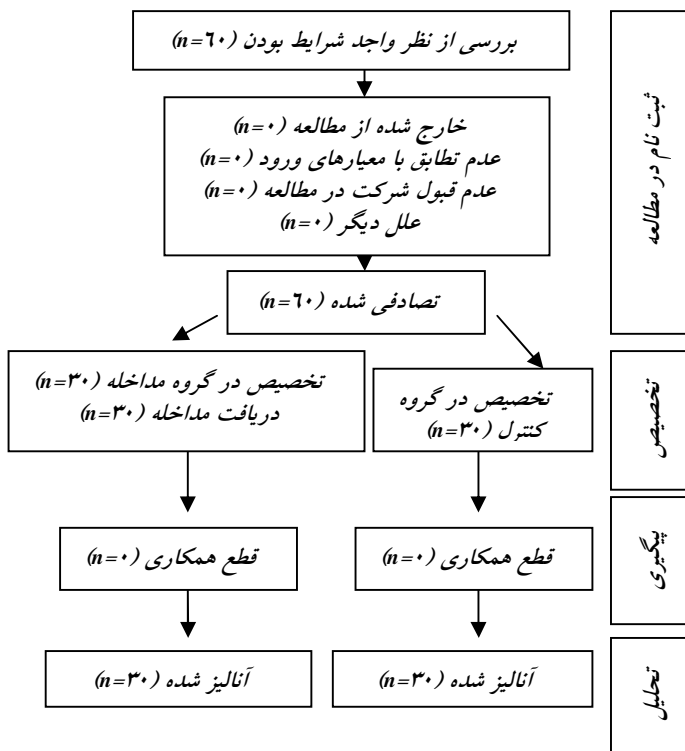 بررسی از نظر واجد شرایط بودن (n=۶۰)
خارج شده از مطالعه (n=۰)
عدم تطابق با معیارهای ورود (n=۰)
عدم قبول شرکت در مطالعه (n=۰)
علل دیگر (n=۰)
تصادفی شده (n=۶۰)
ثبت نام در مطالعه
تخصیص در گروه مداخله (n=۳۰)
دریافت مداخله (n=۳۰)
تخصیص در گروه
کنترل (n=۳۰)
تخصیص
قطع همکاری (n=۰)
قطع همکاری (n=۰)
پیگیری
آنالیز شده (n=۳۰)
آنالیز شده (n=۳۰)
تحلیل